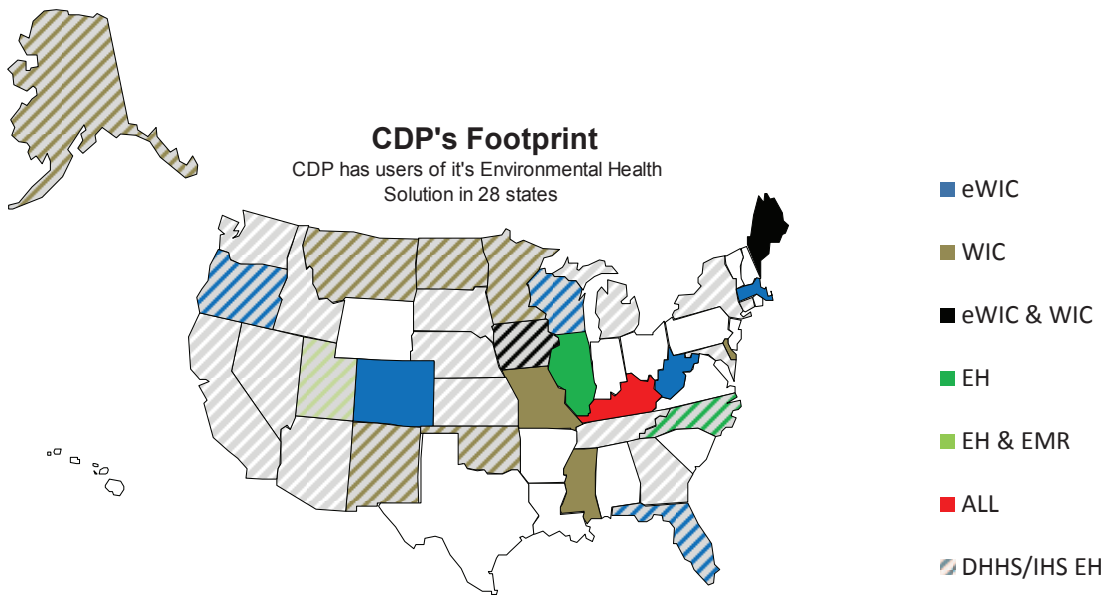 CDP's Footprint
CDP has users of it's Environmental Health
Solution in 28 states
eWIC
WIC
eWIC & WIC
EH
EH & EMR
ALL
DHHS/IHS EH